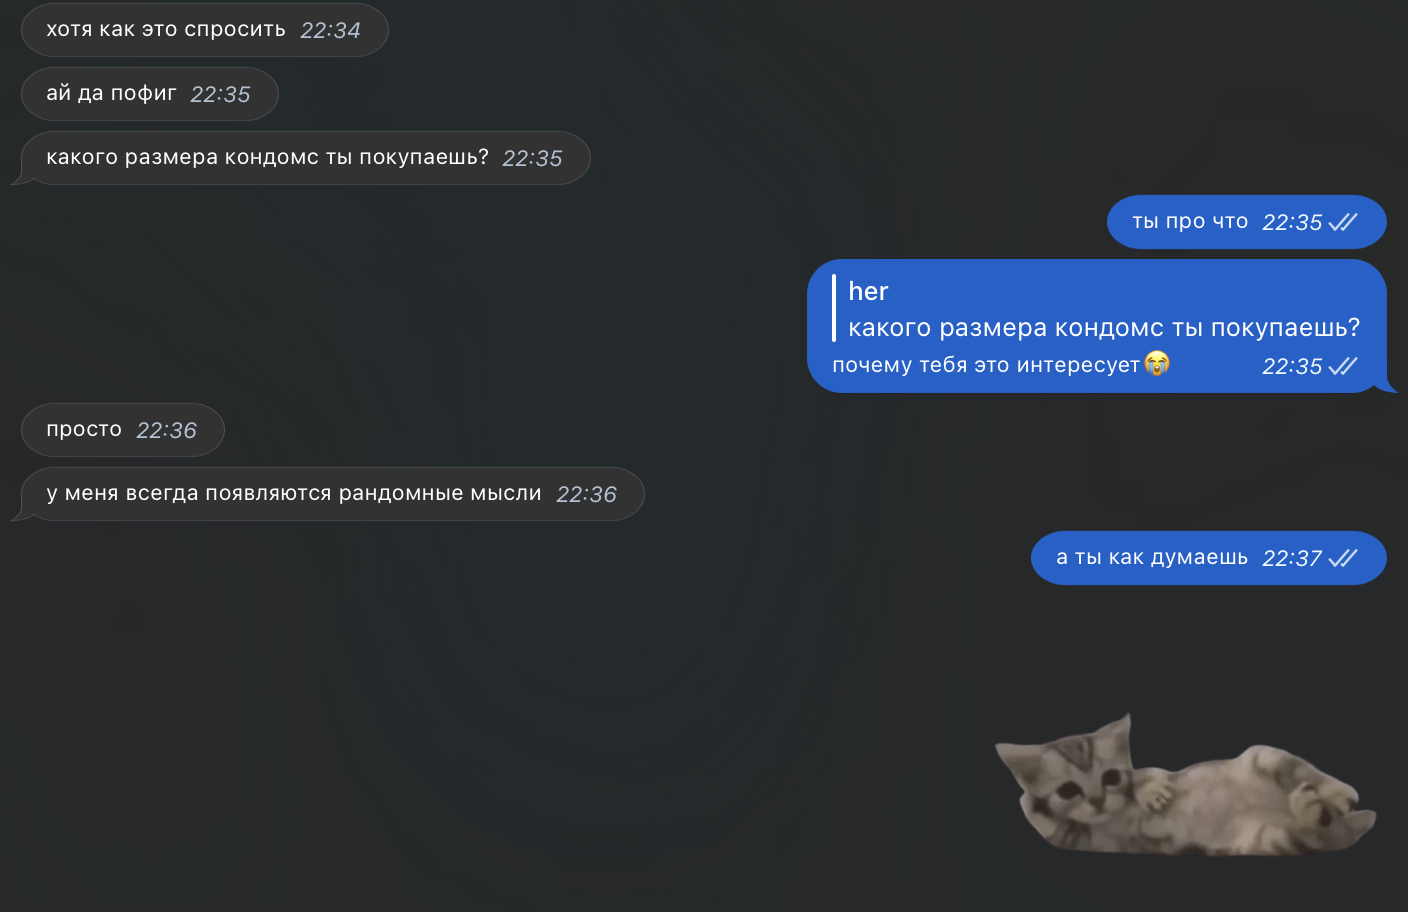 хотя как это спросить 22:34
ай да пофиг 22:35
какого размера кондомс ты покупаешь? 22:35
ты про что 22:35
her
какого размера кондомс ты покупаешь?
почему тебя это интересует😭 22:35
просто 22:36
у меня всегда появляются рандомные мысли 22:36
а ты как думаешь 22:37